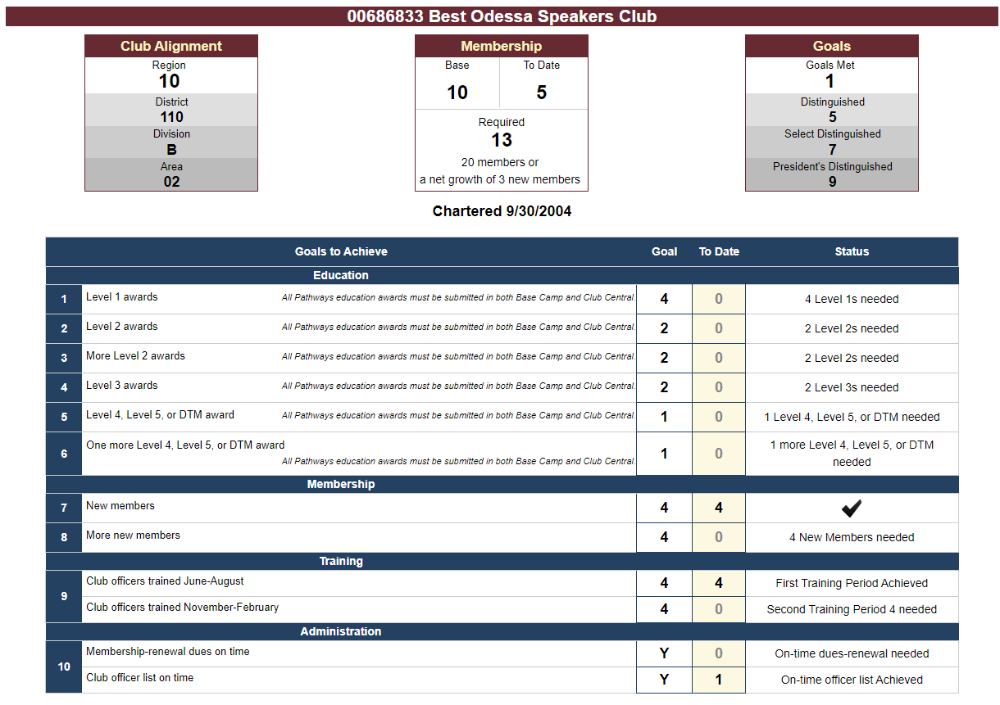 00686833 Best Odessa Speakers Club
Club Alignment
Region
10
District
110
Division
B
Area
02
Membership
Base To Date
10 5
Required
13
20 members or
a net growth of 3 new members
Goals
Goals Met
1
Distinguished
5
Select Distinguished
7
President's Distinguished
9
Chartered 9/30/2004
Goals to Achieve Goal To Date Status
Education
1 Level 1 awards All Pathways education awards must be submitted in both Base Camp and Club Central. 4 0 4 Level 1s needed
2 Level 2 awards All Pathways education awards must be submitted in both Base Camp and Club Central. 2 0 2 Level 2s needed
3 More Level 2 awards All Pathways education awards must be submitted in both Base Camp and Club Central. 2 0 2 Level 2s needed
4 Level 3 awards All Pathways education awards must be submitted in both Base Camp and Club Central. 2 0 2 Level 3s needed
5 Level 4, Level 5, or DTM award All Pathways education awards must be submitted in both Base Camp and Club Central. 1 0 1 Level 4, Level 5, or DTM needed
6 One more Level 4, Level 5, or DTM award
All Pathways education awards must be submitted in both Base Camp and Club Central. 1 0 1 more Level 4, Level 5, or DTM
needed
Membership
7 New members 4 4
8 More new members 4 0 4 New Members needed
Training
9 Club officers trained June-August 4 4 First Training Period Achieved
Club officers trained November-February 4 0 Second Training Period 4 needed
Administration
10 Membership-renewal dues on time Y 0 On-time dues-renewal needed
Club officer list on time Y 1 On-time officer list Achieved